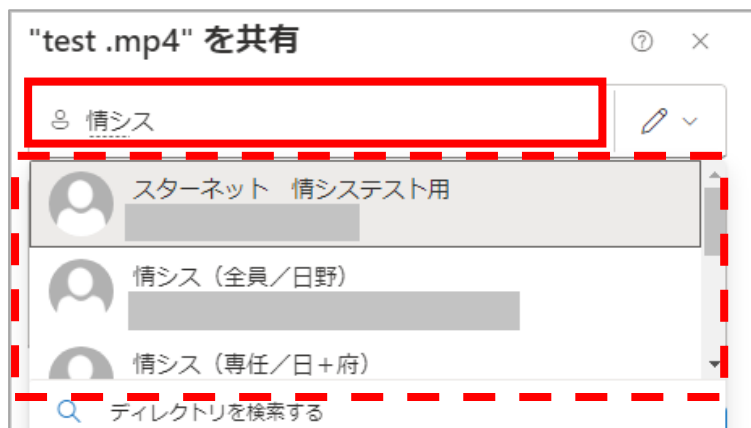 "test .mp4" を共有
情シス
スターネット　情システスト用
情シス（全員／日野）
情シス（専任／日＋府）
ディレクトリを検索する